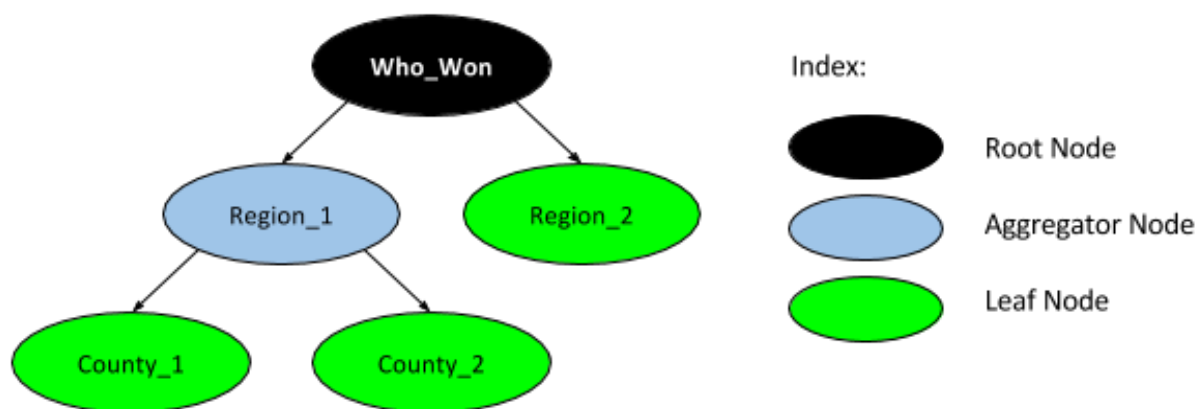 Who_Won
Index:
Root Node
Region_1
Region_2
Aggregator Node
Leaf Node
County_1
County_2